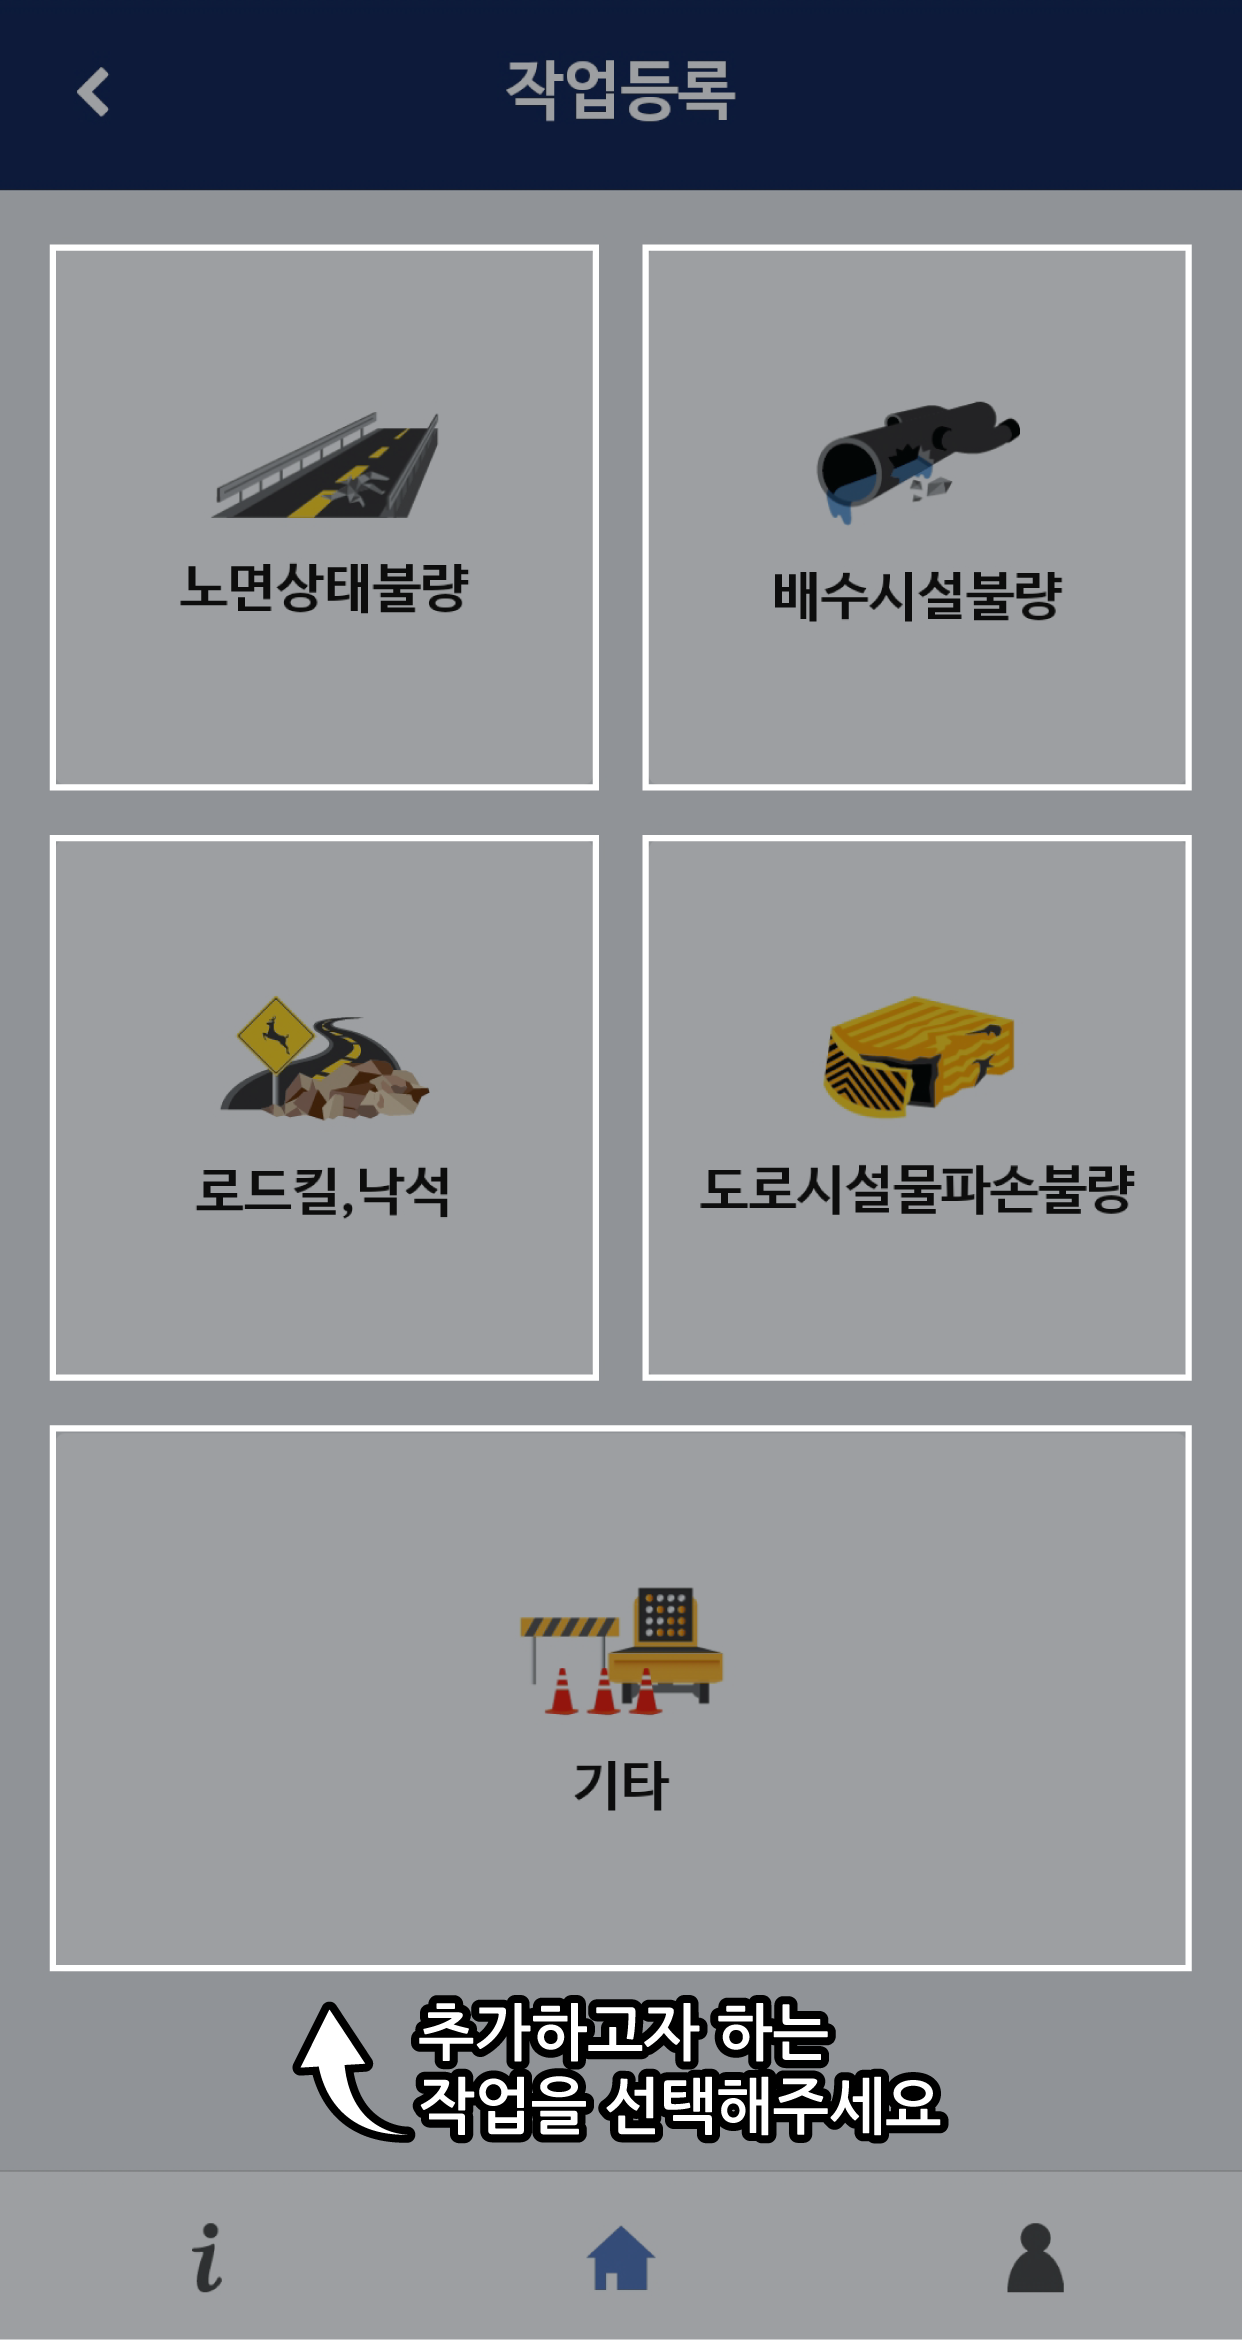 작업등록
노면상태불량
배수시설불량
로드킬,낙석
도로시설물파손불량
기타
추가하고자 하는
작업을 선택해주세요